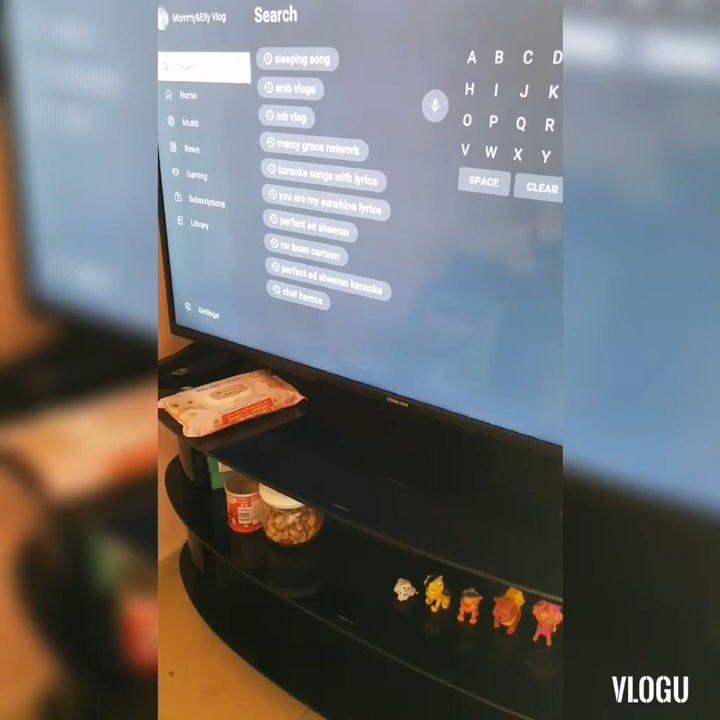 Mommy&Elly Vlog
Search
Search
Home
Music
News
Gaming
Subscriptions
Library
Settings
sleeping song
emb vlogs
mb vlog
mercy grace network
karaoke songs with lyrics
you are my sunshine lyrics
perfect ed sheeran
mr bean cartoon
perfect ed sheeran karaoke
chef hamza
A B C D
H I J K
O P Q R
V W X Y
SPACE
CLEAR
VLOGU